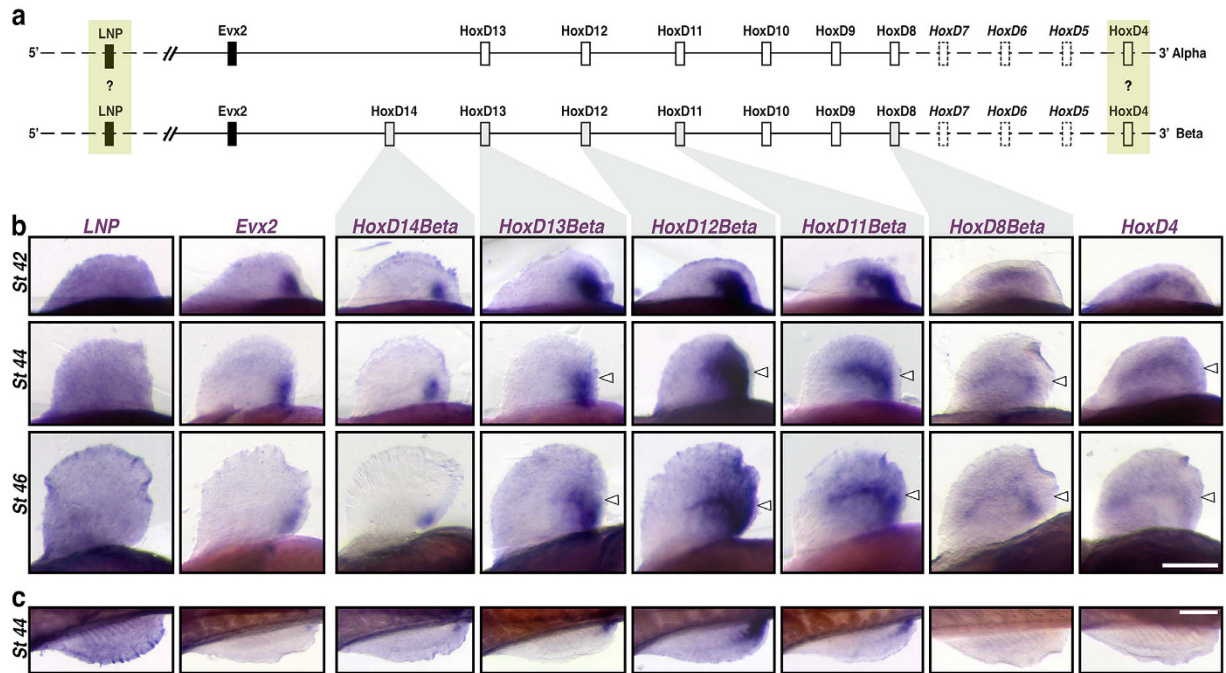 a
LNP Evx2 HoxD13 HoxD12 HoxD11 HoxD10 HoxD9 HoxD8 HoxD7 HoxD6 HoxD5 HoxD4
5' 3' Alpha
? ?
LNP Evx2 HoxD14 HoxD13 HoxD12 HoxD11 HoxD10 HoxD9 HoxD8 HoxD7 HoxD6 HoxD5 HoxD4
5' 3' Beta
b LNP Evx2 HoxD14Beta HoxD13Beta HoxD12Beta HoxD11Beta HoxD8Beta HoxD4
St 42
St 44
St 46
c
St 44